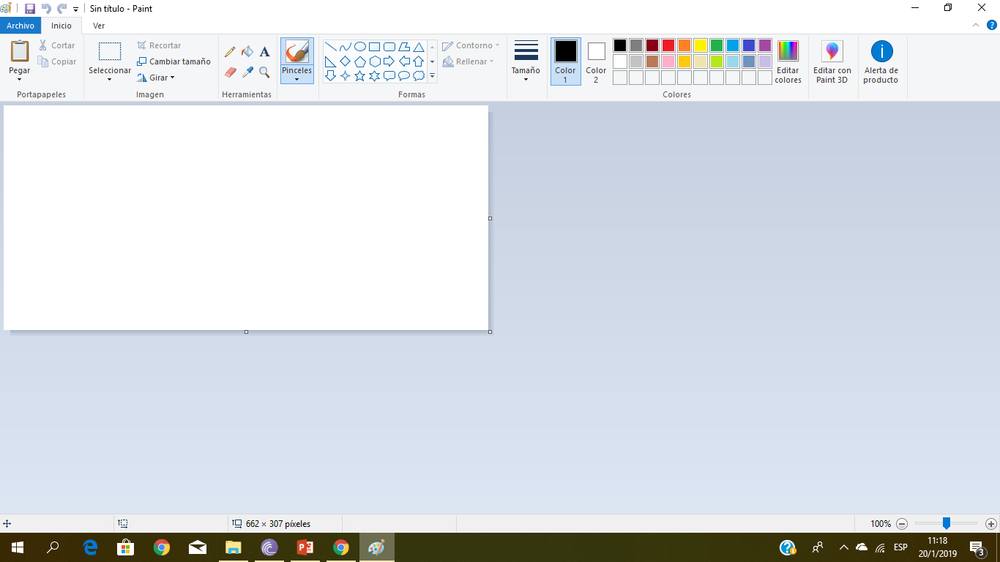 Sin título - Paint
Archivo Inicio Ver
Pegar
Cortar
Copiar
Portapapeles
Seleccionar
Recortar
Cambiar tamaño
Girar
Imagen
A
Herramientas
Pinceles
Contorno
Rellenar
Formas
Tamaño
Color
1
Color
2
Editar
colores
Colores
Editar con
Paint 3D
Alerta de
producto
662 × 307 píxeles
100%
ESP
11:18
20/1/2019
3